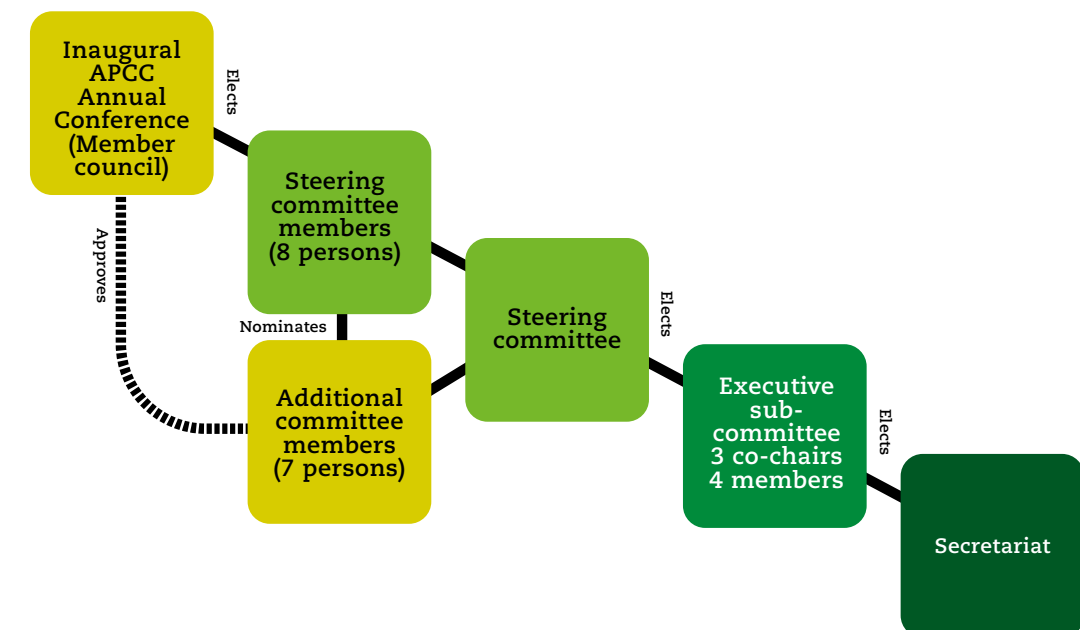 Inaugural
APCC
Annual
Conference
(Member
council)
Elects
Steering
committee
members
(8 persons)
Approves
Nominates
Steering
committee
Elects
Additional
committee
members
(7 persons)
Executive
sub-
committee
3 co-chairs
4 members
Elects
Secretariat